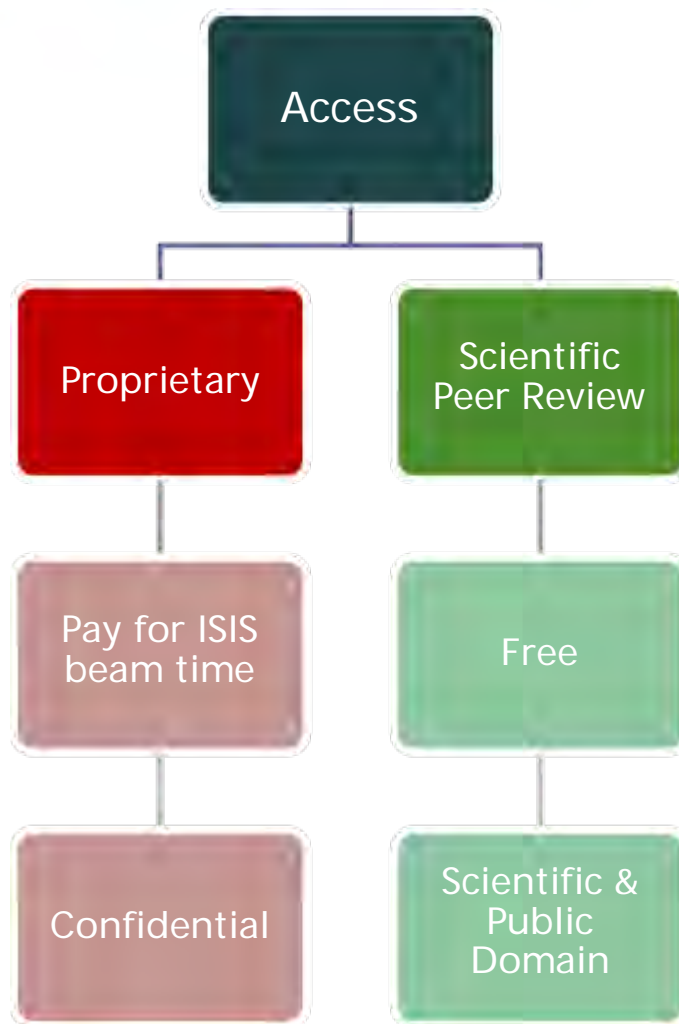 Access
Proprietary
Scientific
Peer Review
Pay for ISIS
beam time
Free
Confidential
Scientific &
Public
Domain